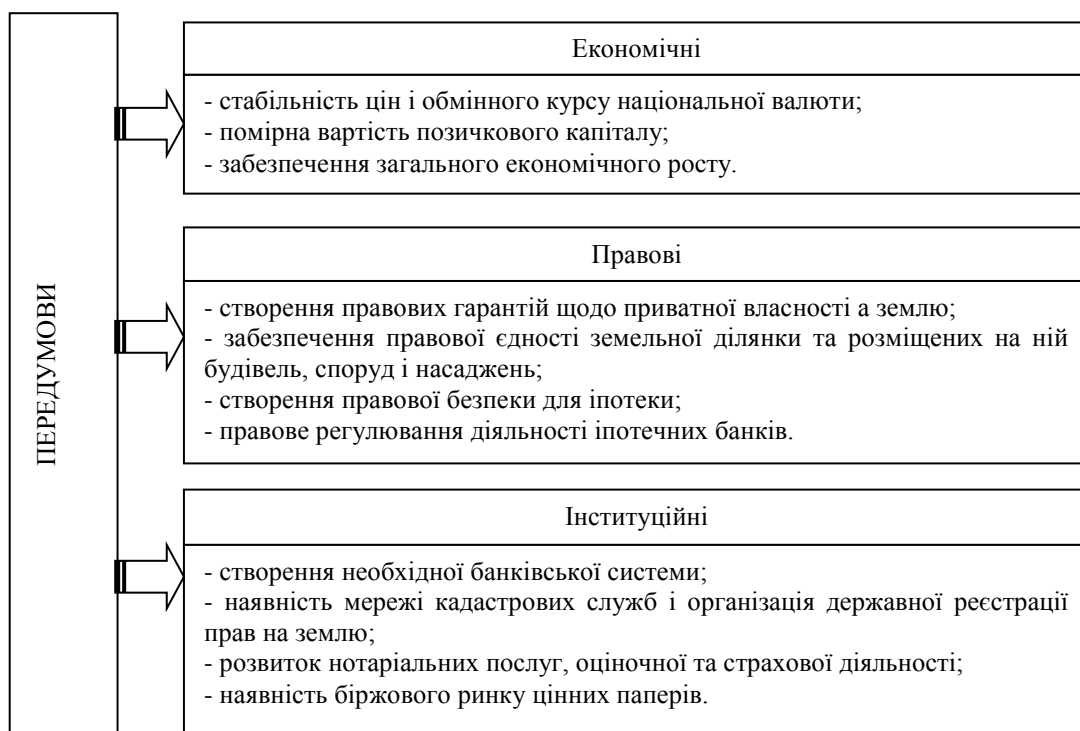 ПЕРЕДУМОВИ
Економічні
- стабільність цін і обмінного курсу національної валюти;
- помірна вартість позичкового капіталу;
- забезпечення загального економічного росту.
Правові
- створення правових гарантій щодо приватної власності а землю;
- забезпечення правової єдності земельної ділянки та розміщених на ній
будівель, споруд і насаджень;
- створення правової безпеки для іпотеки;
- правове регулювання діяльності іпотечних банків.
Інституційні
- створення необхідної банківської системи;
- наявність мережі кадастрових служб і організація державної реєстрації
прав на землю;
- розвиток нотаріальних послуг, оціночної та страхової діяльності;
- наявність біржового ринку цінних паперів.